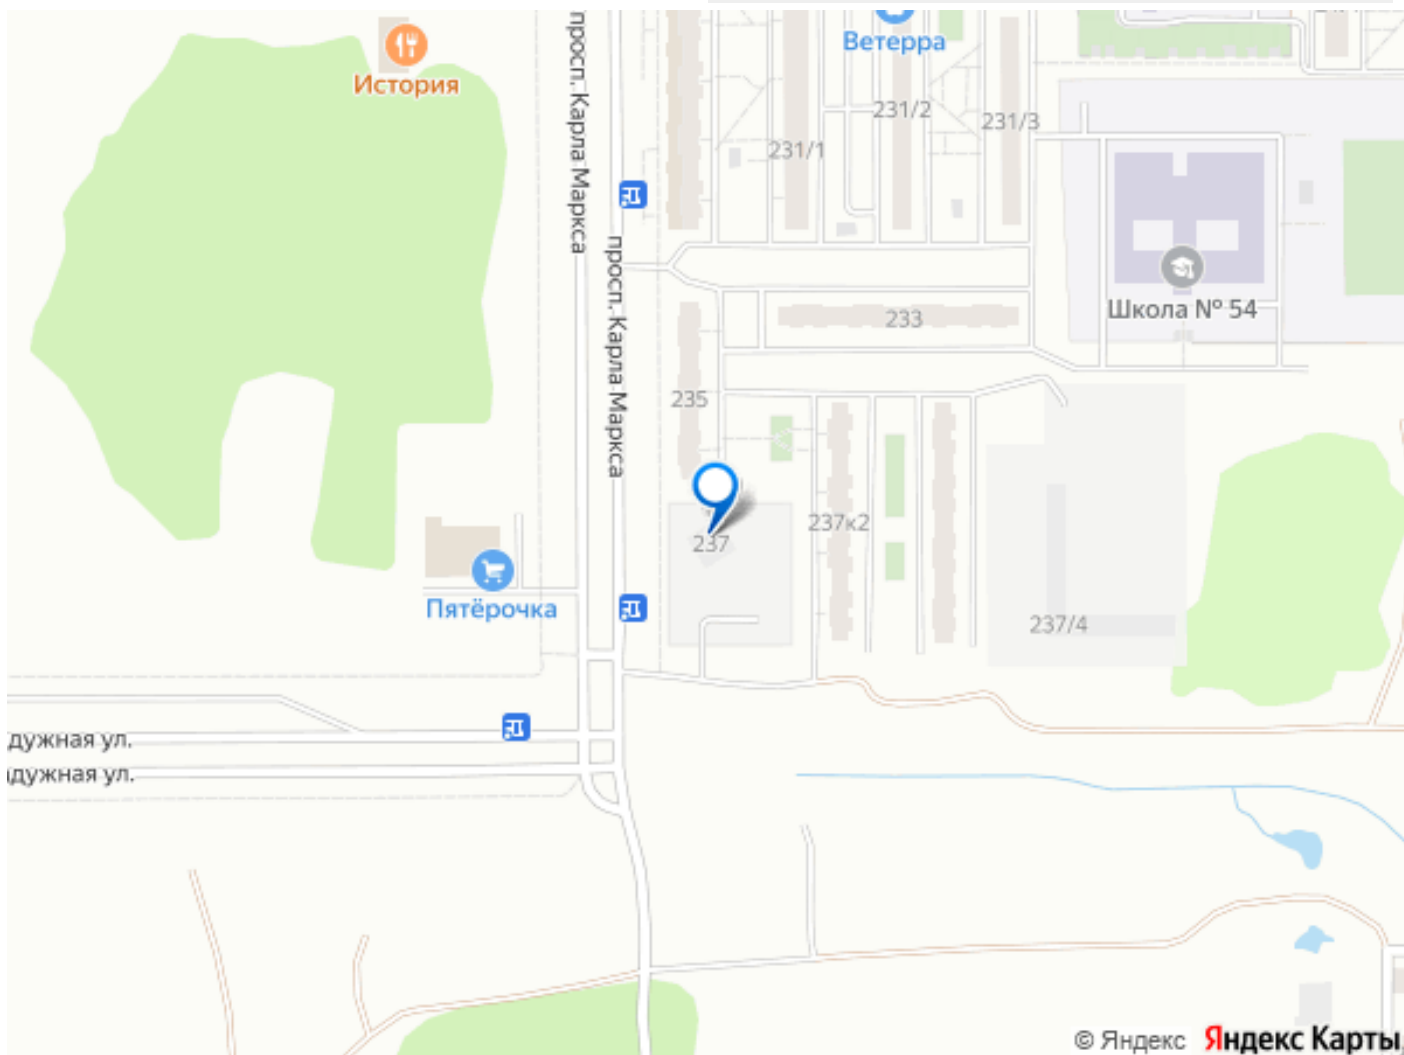 Ветерра
История
просп. Карла Маркса
231/2
231/3
231/1
просп. Карла Маркса
Школа № 54
233
235
237к2
237
Пятёрочка
237/4
дужная ул.
дужная ул.
© Яндекс Яндекс Карты